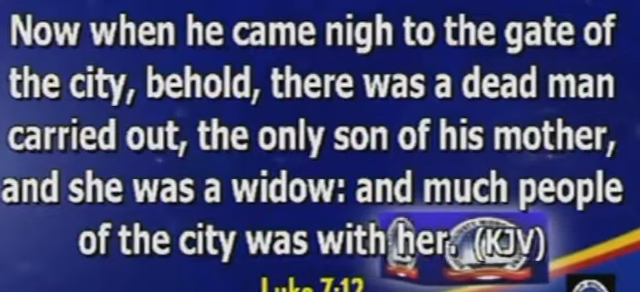 Now when he came nigh to the gate of
the city, behold, there was a dead man
carried out, the only son of his mother,
and she was a widow: and much people
of the city was with her. (KJV)
Luke 7:12